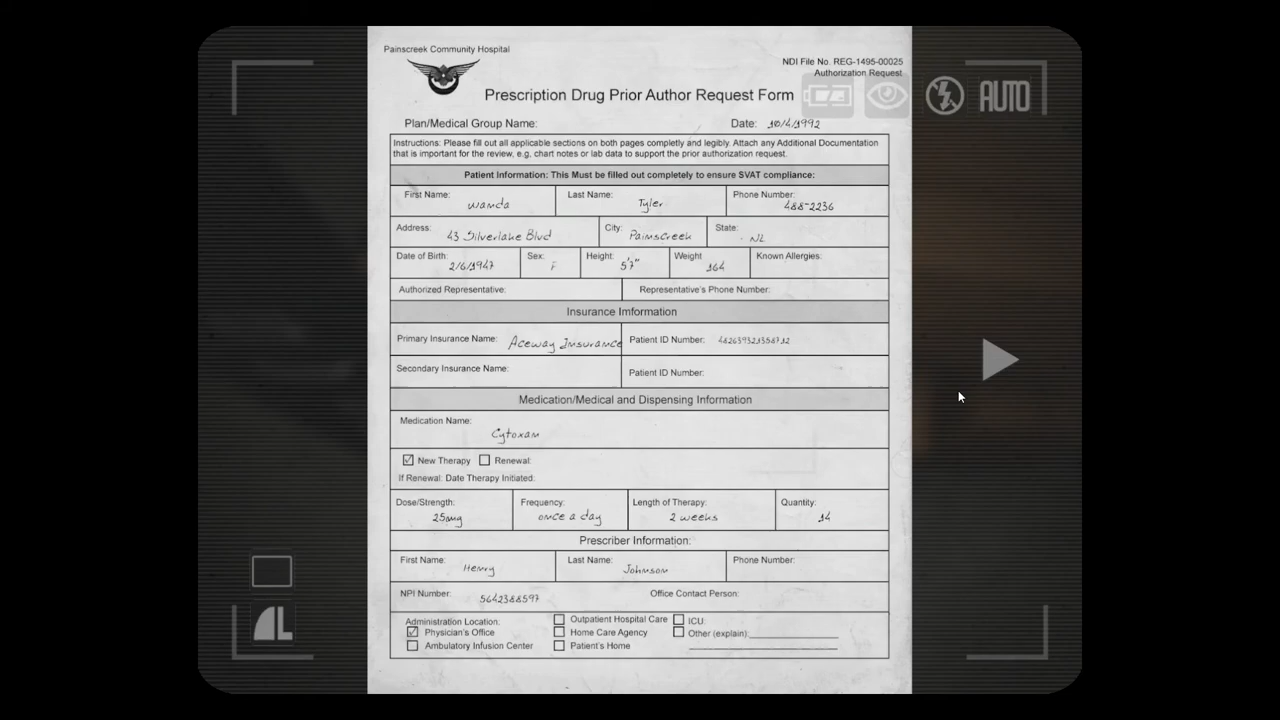 Painscreek Community Hospital
NDI File No. REG-1495-00025
Authorization Request
Prescription Drug Prior Author Request Form
AUTO
Plan/Medical Group Name: Date: 10/4/1992
Instructions: Please fill out all applicable sections on both pages completly and legibly. Attach any Additional Documentation
that is important for the review, e.g. chart notes or lab data to support the prior authorization request.
Patient Information: This Must be filled out completely to ensure SVAT compliance:
First Name: Wanda Last Name: Tyler Phone Number: 488-2236
Address: 43 Silverlake Blvd City: Painscreek State: NL
Date of Birth: 2/6/1947 Sex: F Height: 5'7" Weight 164 Known Allergies:
Authorized Representative: Representative's Phone Number:
Insurance Imformation
Primary Insurance Name: Aceway Insurance Patient ID Number:
Secondary Insurance Name: Patient ID Number:
Medication/Medical and Dispensing Information
Medication Name:
Cytoxan
New Therapy Renewal
If Renewal: Date Therapy Initiated:
Dose/Strength: 25mg Frequency: once a day Length of Therapy: 2 weeks Quantity: 14
Prescriber Information:
First Name: Henry Last Name: Johnson Phone Number:
NPI Number: 5642388597 Office Contact Person:
Administration Location: Outpatient Hospital Care ICU:
Physician's Office Home Care Agency Other (explain):
Ambulatory Infusion Center Patient's Home